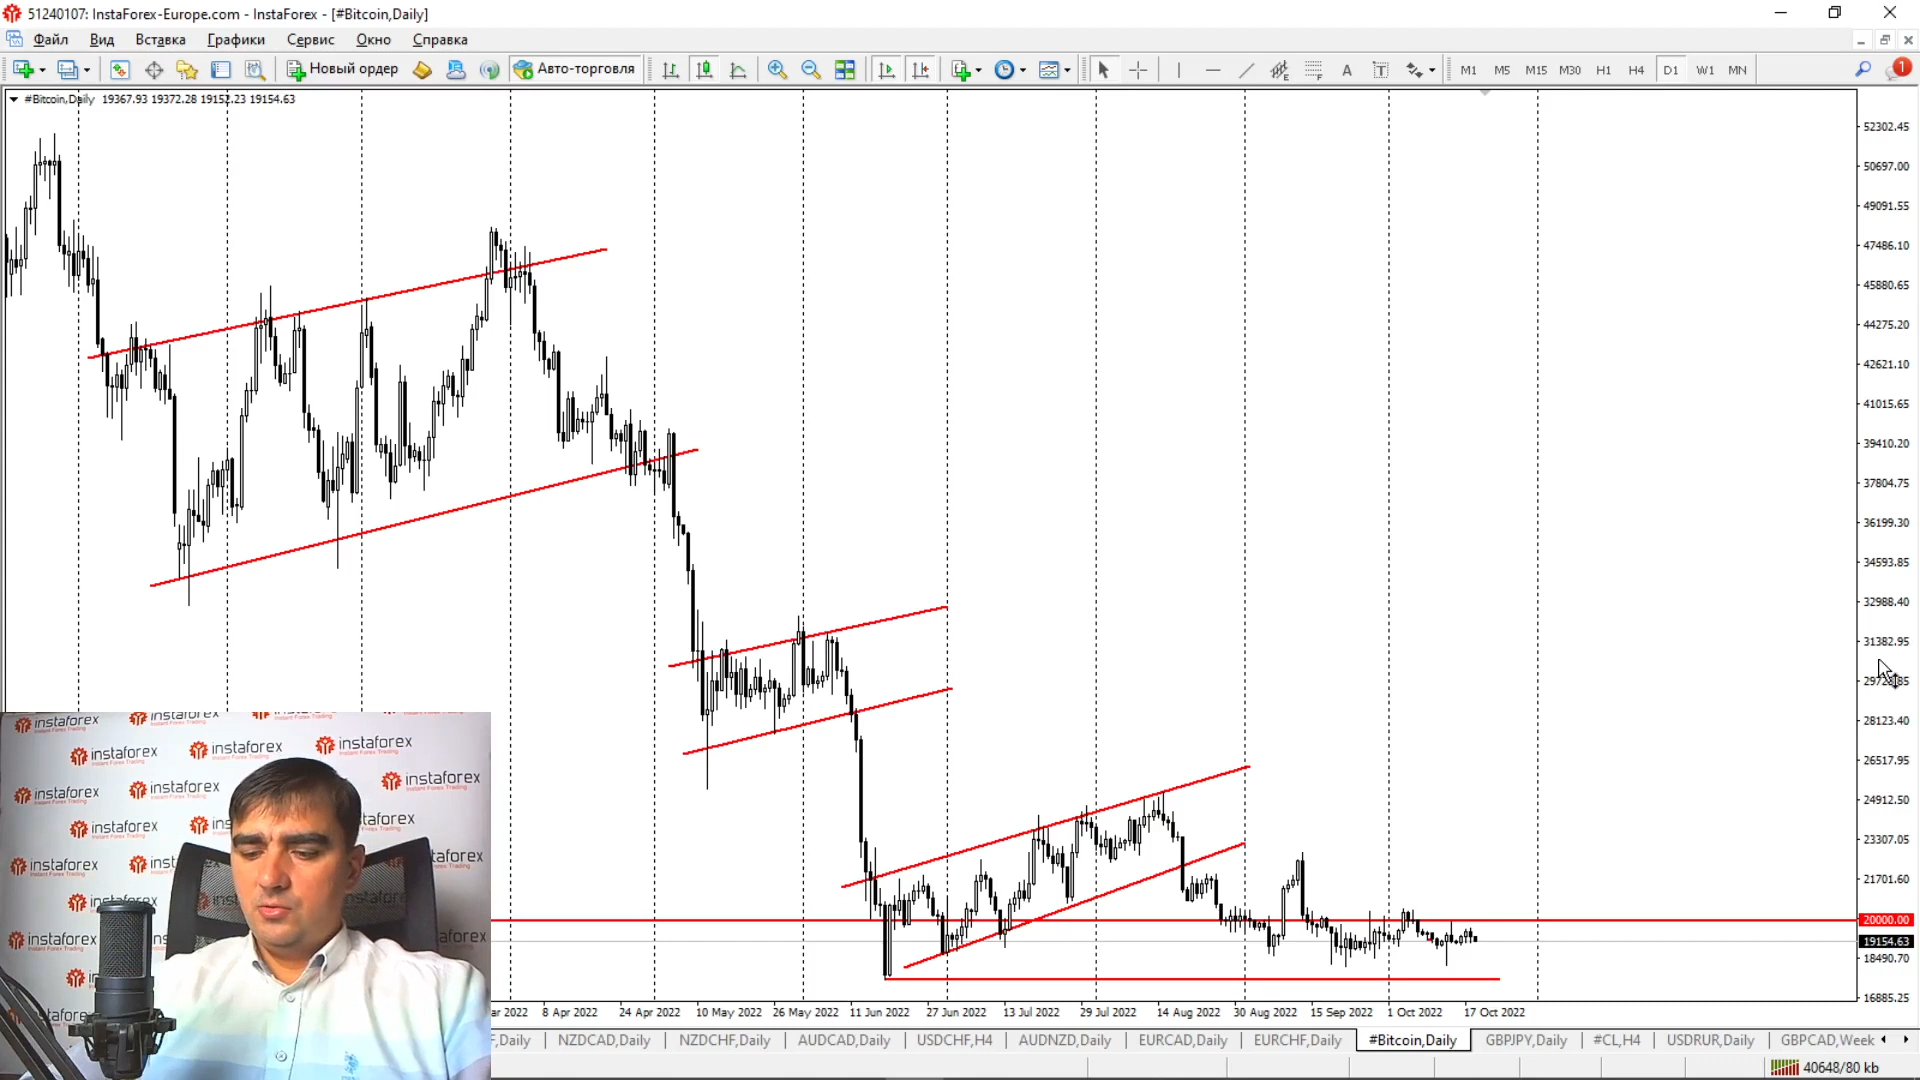 51240107: InstaForex-Europe.com - InstaForex - [#Bitcoin,Daily]
Файл Вид Вставка Графики Сервис Окно Справка
Новый ордер Авто-торговля A T M1 M5 M15 M30 H1 H4 D1 W1 MN 1
#Bitcoin,Daily 19367.93 19372.28 19152.23 19154.63
52302.45
50697.00
49091.55
47486.10
45880.65
44275.20
42621.10
41015.65
39410.20
37804.75
36199.30
34593.85
32988.40
31382.95
28123.40
26517.95
24912.50
23307.05
21701.60
20000.00
19154.63
18490.70
16885.25
instaforex
Instant Forex Trading
instaforex
instaforex
instaforex
instaforex
instaforex
instaforex
instaforex
8 Apr 2022 24 Apr 2022 10 May 2022 26 May 2022 11 Jun 2022 27 Jun 2022 13 Jul 2022 29 Jul 2022 14 Aug 2022 30 Aug 2022 15 Sep 2022 1 Oct 2022 17 Oct 2022
F,Daily NZDCAD,Daily NZDCHF,Daily AUDCAD,Daily USDCHF,H4 AUDNZD,Daily EURCAD,Daily EURCHF,Daily #Bitcoin,Daily GBPJPY,Daily #CL,H4 USDRUR,Daily GBPCAD,Week
40648/80 kb